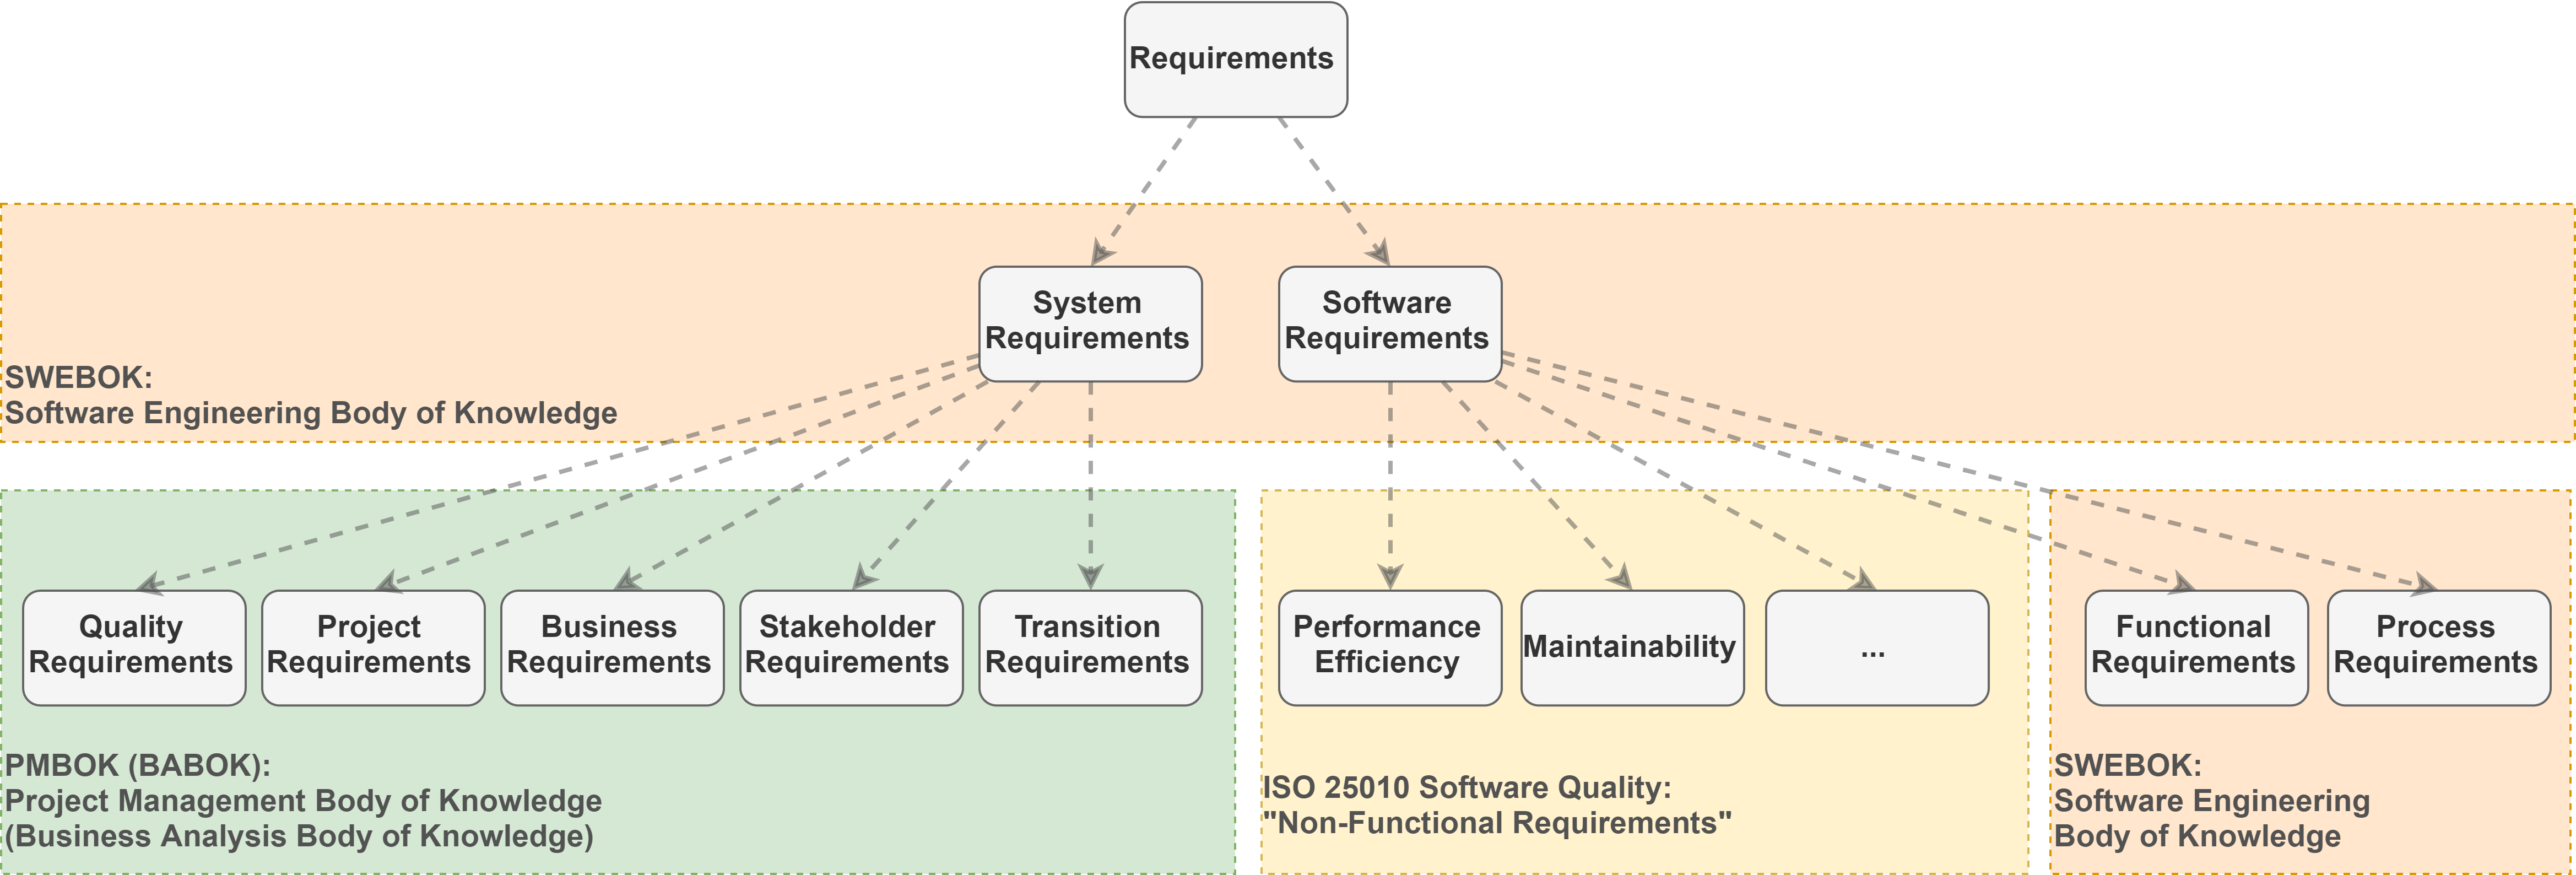 Requirements
System
Requirements
Software
Requirements
SWEBOK:
Software Engineering Body of Knowledge
Quality
Requirements
Project
Requirements
Business
Requirements
Stakeholder
Requirements
Transition
Requirements
Performance
Efficiency
Maintainability
...
Functional
Requirements
Process
Requirements
PMBOK (BABOK):
Project Management Body of Knowledge
(Business Analysis Body of Knowledge)
ISO 25010 Software Quality:
"Non-Functional Requirements"
SWEBOK:
Software Engineering
Body of Knowledge